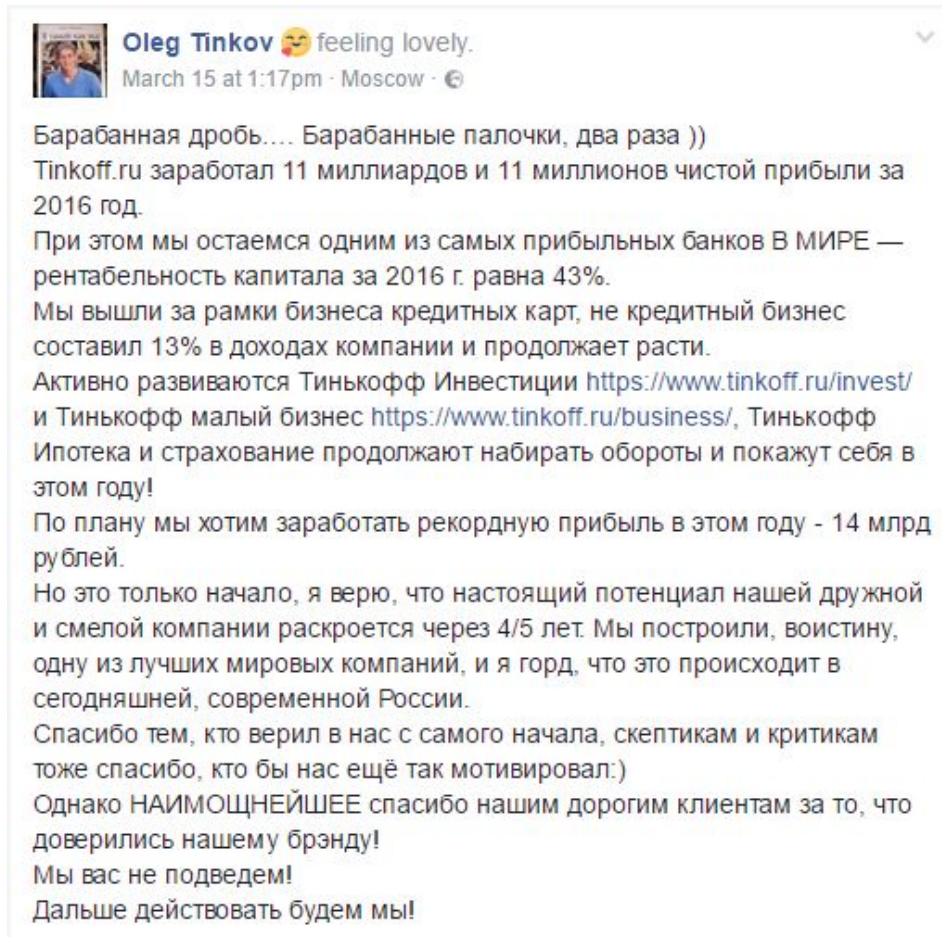 Oleg Tinkov 🥰 feeling lovely.
March 15 at 1:17pm · Moscow ·
Барабанная дробь.... Барабанные палочки, два раза ))
Tinkoff.ru заработал 11 миллиардов и 11 миллионов чистой прибыли за
2016 год.
При этом мы остаемся одним из самых прибыльных банков В МИРЕ —
рентабельность капитала за 2016 г. равна 43%.
Мы вышли за рамки бизнеса кредитных карт, не кредитный бизнес
составил 13% в доходах компании и продолжает расти.
Активно развиваются Тинькофф Инвестиции https://www.tinkoff.ru/invest/
и Тинькофф малый бизнес https://www.tinkoff.ru/business/, Тинькофф
Ипотека и страхование продолжают набирать обороты и покажут себя в
этом году!
По плану мы хотим заработать рекордную прибыль в этом году - 14 млрд
рублей.
Но это только начало, я верю, что настоящий потенциал нашей дружной
и смелой компании раскроется через 4/5 лет. Мы построили, воистину,
одну из лучших мировых компаний, и я горд, что это происходит в
сегодняшней, современной России.
Спасибо тем, кто верил в нас с самого начала, скептикам и критикам
тоже спасибо, кто бы нас ещё так мотивировал:)
Однако НАИМОЩНЕЙШЕЕ спасибо нашим дорогим клиентам за то, что
доверились нашему брэнду!
Мы вас не подведем!
Дальше действовать будем мы!